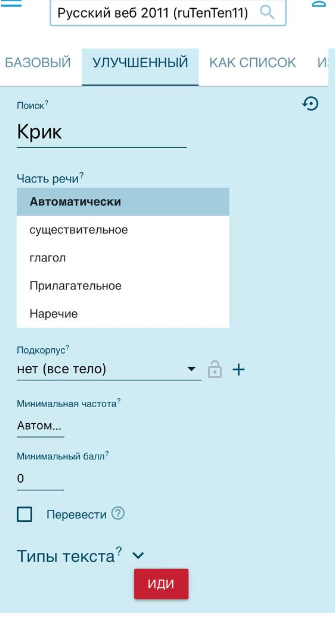 Русский веб 2011 (ruTenTen11)
БАЗОВЫЙ УЛУЧШЕННЫЙ КАК СПИСОК ИЗ
Поиск?
Крик
Часть речи?
Автоматически
существительное
глагол
Прилагательное
Наречие
Подкорпус?
нет (все тело)
Минимальная частота?
Автом...
Минимальный балл?
0
Перевести ?
Типы текста?
ИДИ